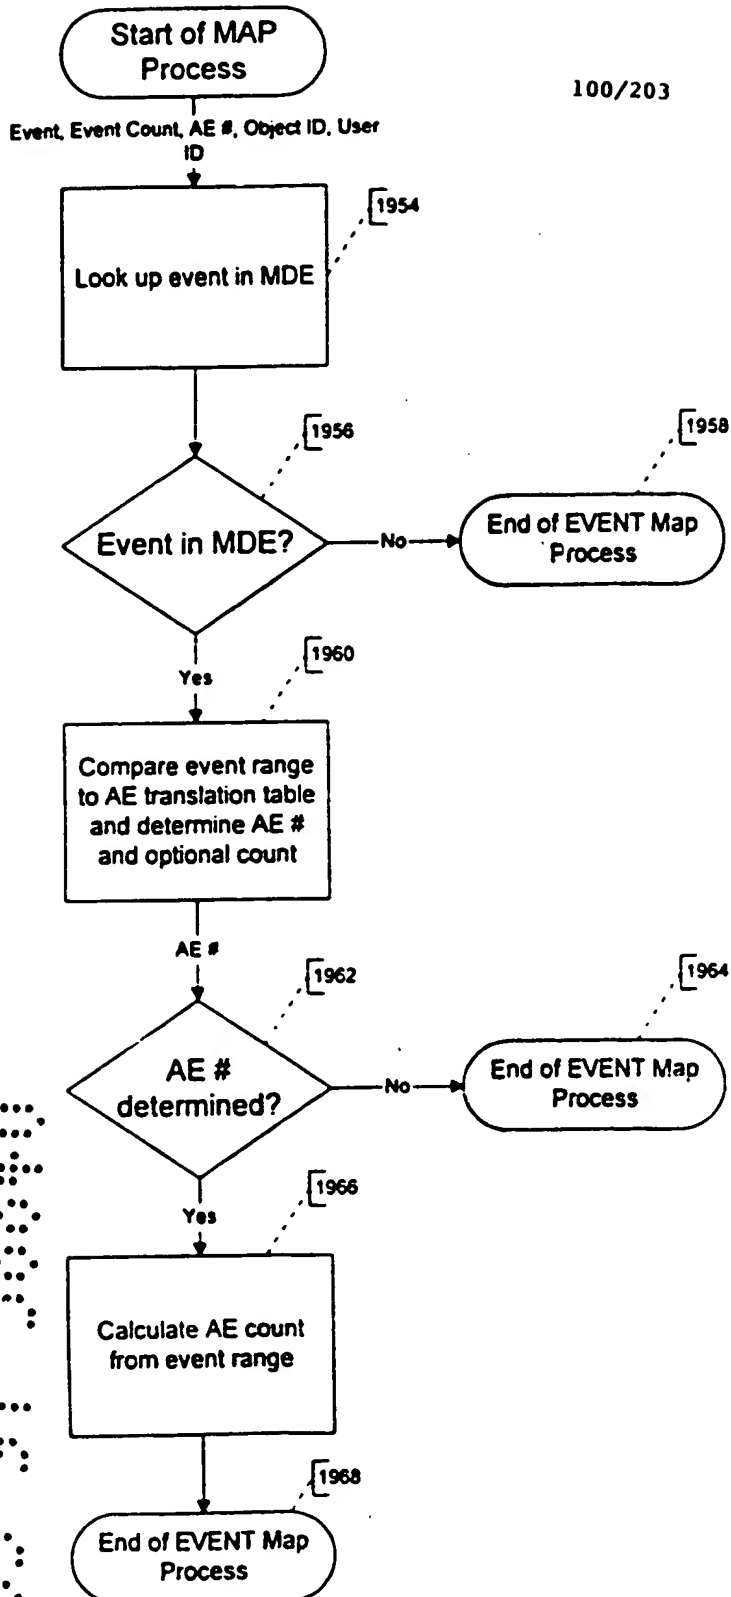 Start of MAP
Process
100/203
Event, Event Count, AE #, Object ID, User
ID
1954
Look up event in MDE
1956
1958
Event in MDE?
No
End of EVENT Map
Process
Yes
1960
Compare event range
to AE translation table
and determine AE #
and optional count
AE #
1962
1964
AE #
determined?
No
End of EVENT Map
Process
Yes
1966
Calculate AE count
from event range
1968
End of EVENT Map
Process